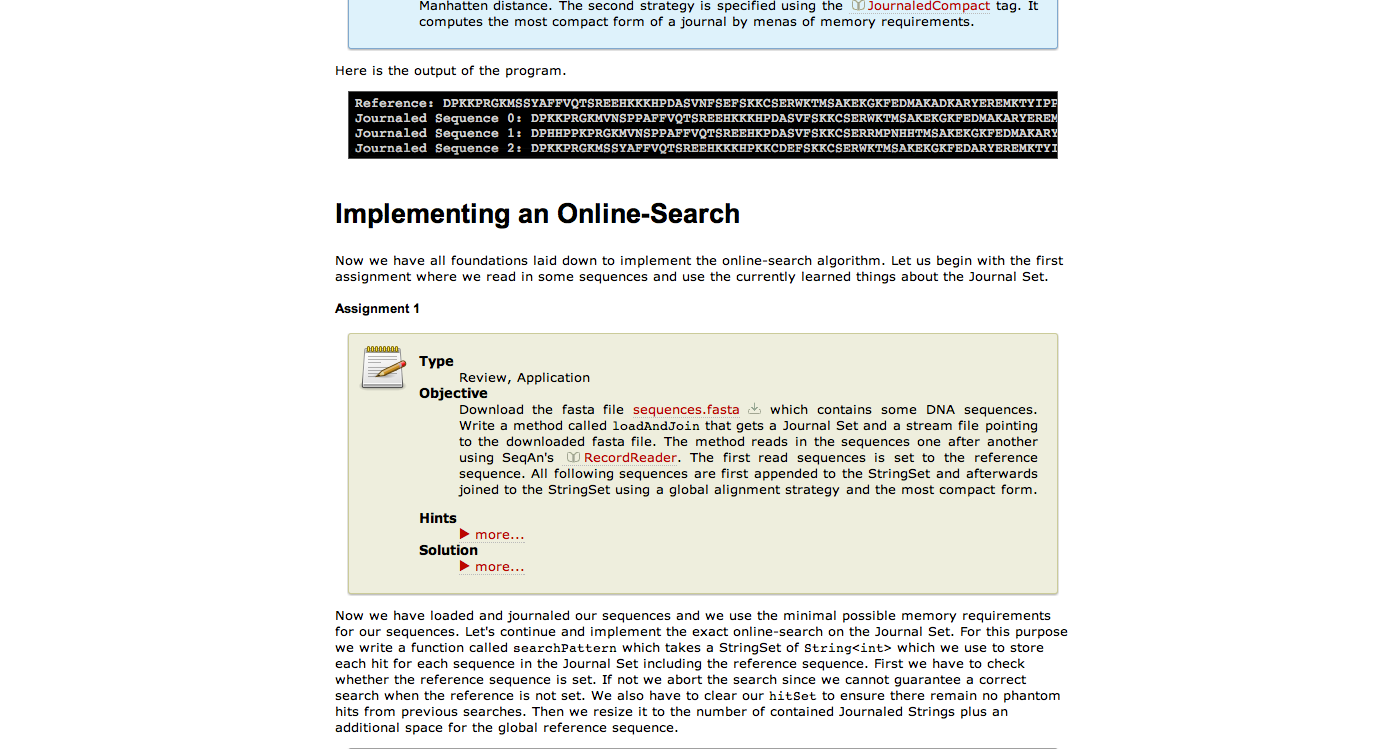 Manhatten distance. The second strategy is specified using the JournaledCompact tag. It
computes the most compact form of a journal by menas of memory requirements.
Here is the output of the program.
Reference: DPKKPRGKMSSYAFFVQTSREEHKKKHPDASVNFSEFSKKCSERWKTMSAKEKGKFEDMAKADKARYEREMKTYIPP
Journaled Sequence 0: DPKKPRGKMVNSPPAFFVQTSREEHKKKHPDASVFSKKCSERWKTMSAKEKGKFEDMAKARYEREM
Journaled Sequence 1: DPHHPPKPRGKMVNSPPAFFVQTSREEHKPDASVFSKKCSERRMPNHHTMSAKEKGKFEDMAKARY
Journaled Sequence 2: DPKKPRGKMSSYAFFVQTSREEHKKKHPKKCDEFSKKCSERWKTMSAKEKGKFEDARYEREMKTYI
Implementing an Online-Search
Now we have all foundations laid down to implement the online-search algorithm. Let us begin with the first
assignment where we read in some sequences and use the currently learned things about the Journal Set.
Assignment 1
Type
Review, Application
Objective
Download the fasta file sequences.fasta which contains some DNA sequences.
Write a method called loadAndJoin that gets a Journal Set and a stream file pointing
to the downloaded fasta file. The method reads in the sequences one after another
using SeqAn's RecordReader. The first read sequences is set to the reference
sequence. All following sequences are first appended to the StringSet and afterwards
joined to the StringSet using a global alignment strategy and the most compact form.
Hints
more...
Solution
more...
Now we have loaded and journaled our sequences and we use the minimal possible memory requirements
for our sequences. Let's continue and implement the exact online-search on the Journal Set. For this purpose
we write a function called searchPattern which takes a StringSet of String<int> which we use to store
each hit for each sequence in the Journal Set including the reference sequence. First we have to check
whether the reference sequence is set. If not we abort the search since we cannot guarantee a correct
search when the reference is not set. We also have to clear our hitSet to ensure there remain no phantom
hits from previous searches. Then we resize it to the number of contained Journaled Strings plus an
additional space for the global reference sequence.